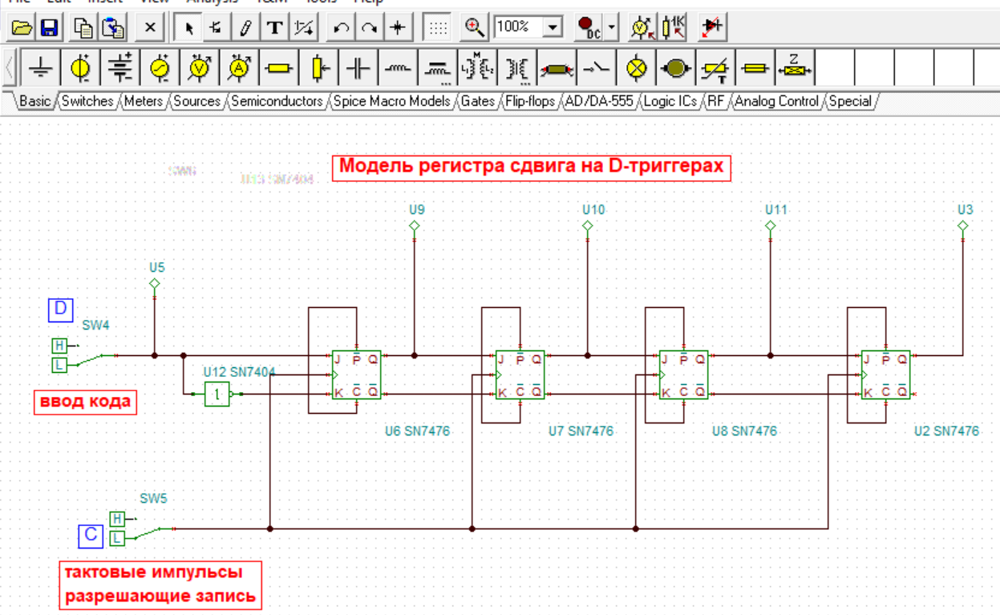 File Edit Insert View Analysis T&M Tools Help
100%
DC
1K
Basic Switches Meters Sources Semiconductors Spice Macro Models Gates Flip-flops AD/DA-555 Logic ICs RF Analog Control Special
Модель регистра сдвига на D-триггерах
SW6
U13 SN7404
U9
U10
U11
U3
U5
D
SW4
H
L
ввод кода
U12 SN7404
1
J P Q
K C Q
J P Q
K C Q
J P Q
K C Q
J P Q
K C Q
U6 SN7476
U7 SN7476
U8 SN7476
U2 SN7476
SW5
H
L
C
тактовые импульсы
разрешающие запись